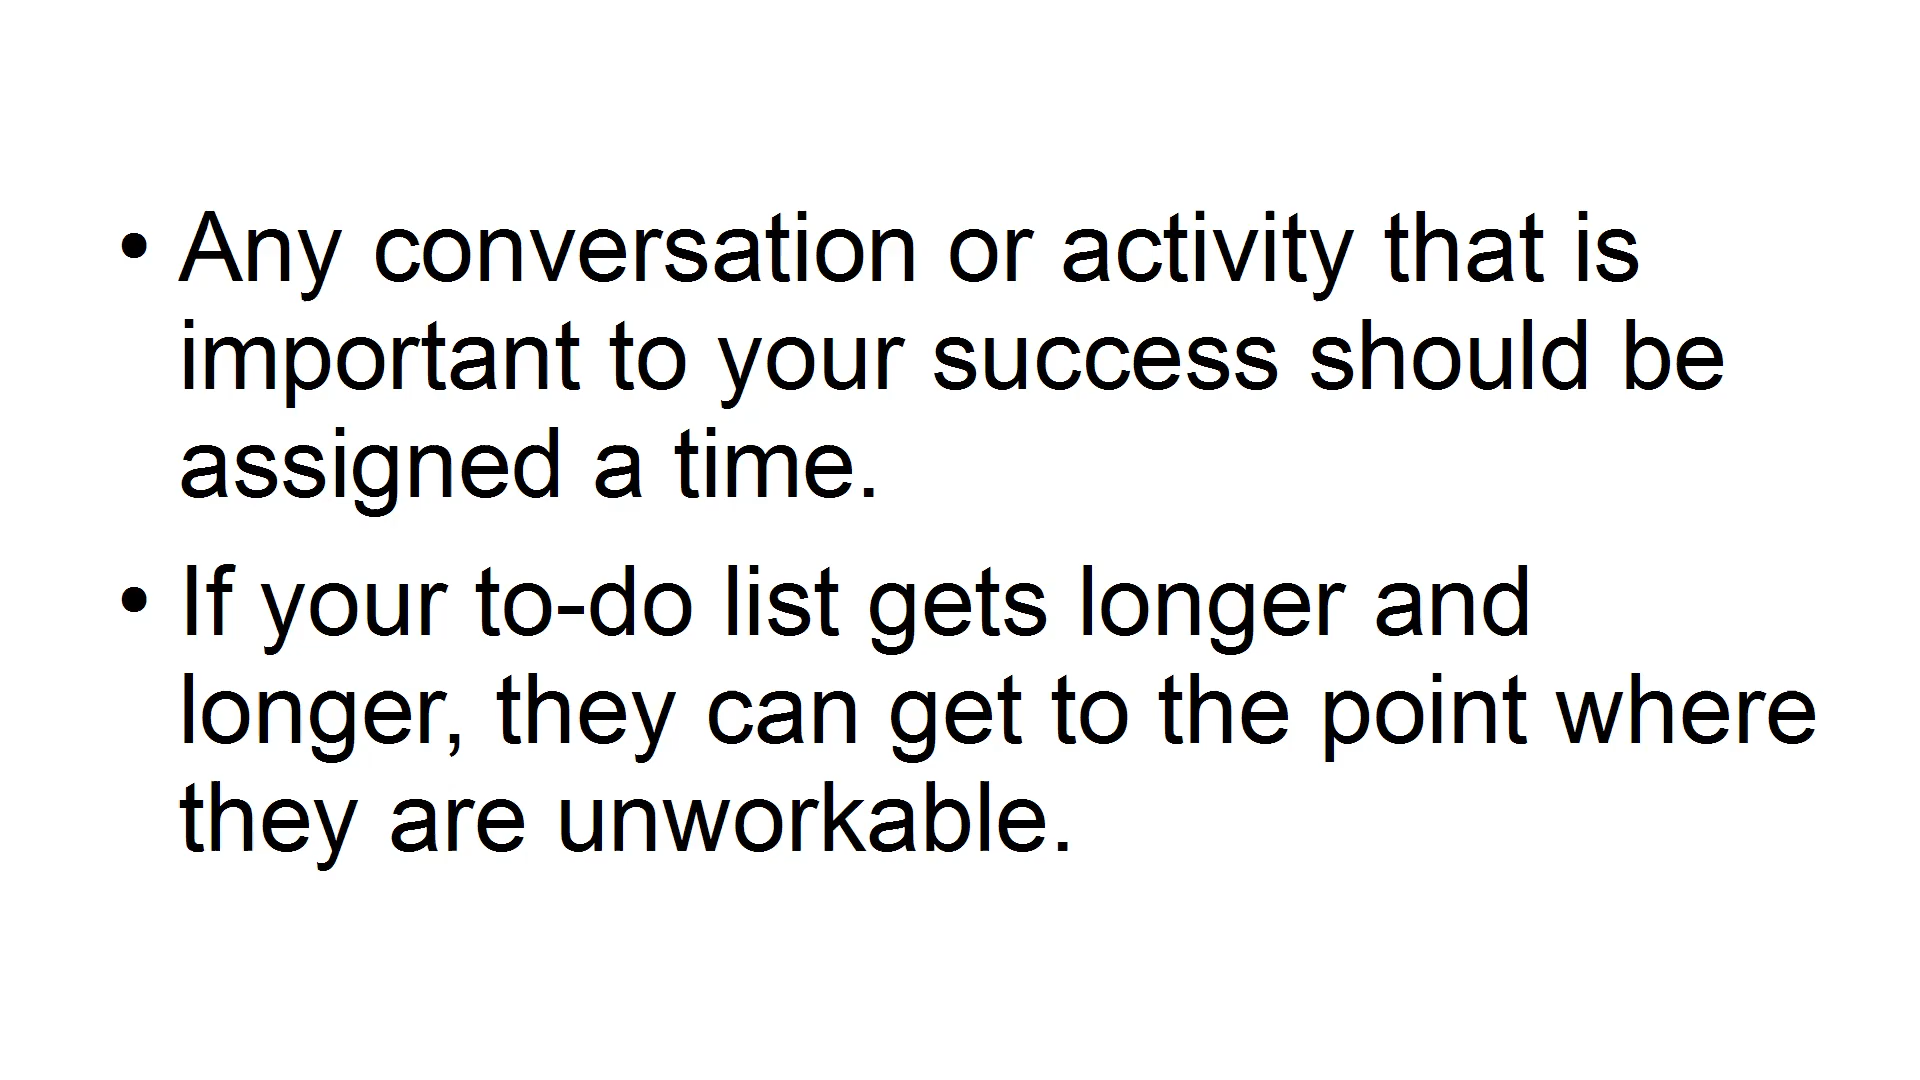 • Any conversation or activity that is
important to your success should be
assigned a time.
• If your to-do list gets longer and
longer, they can get to the point where
they are unworkable.